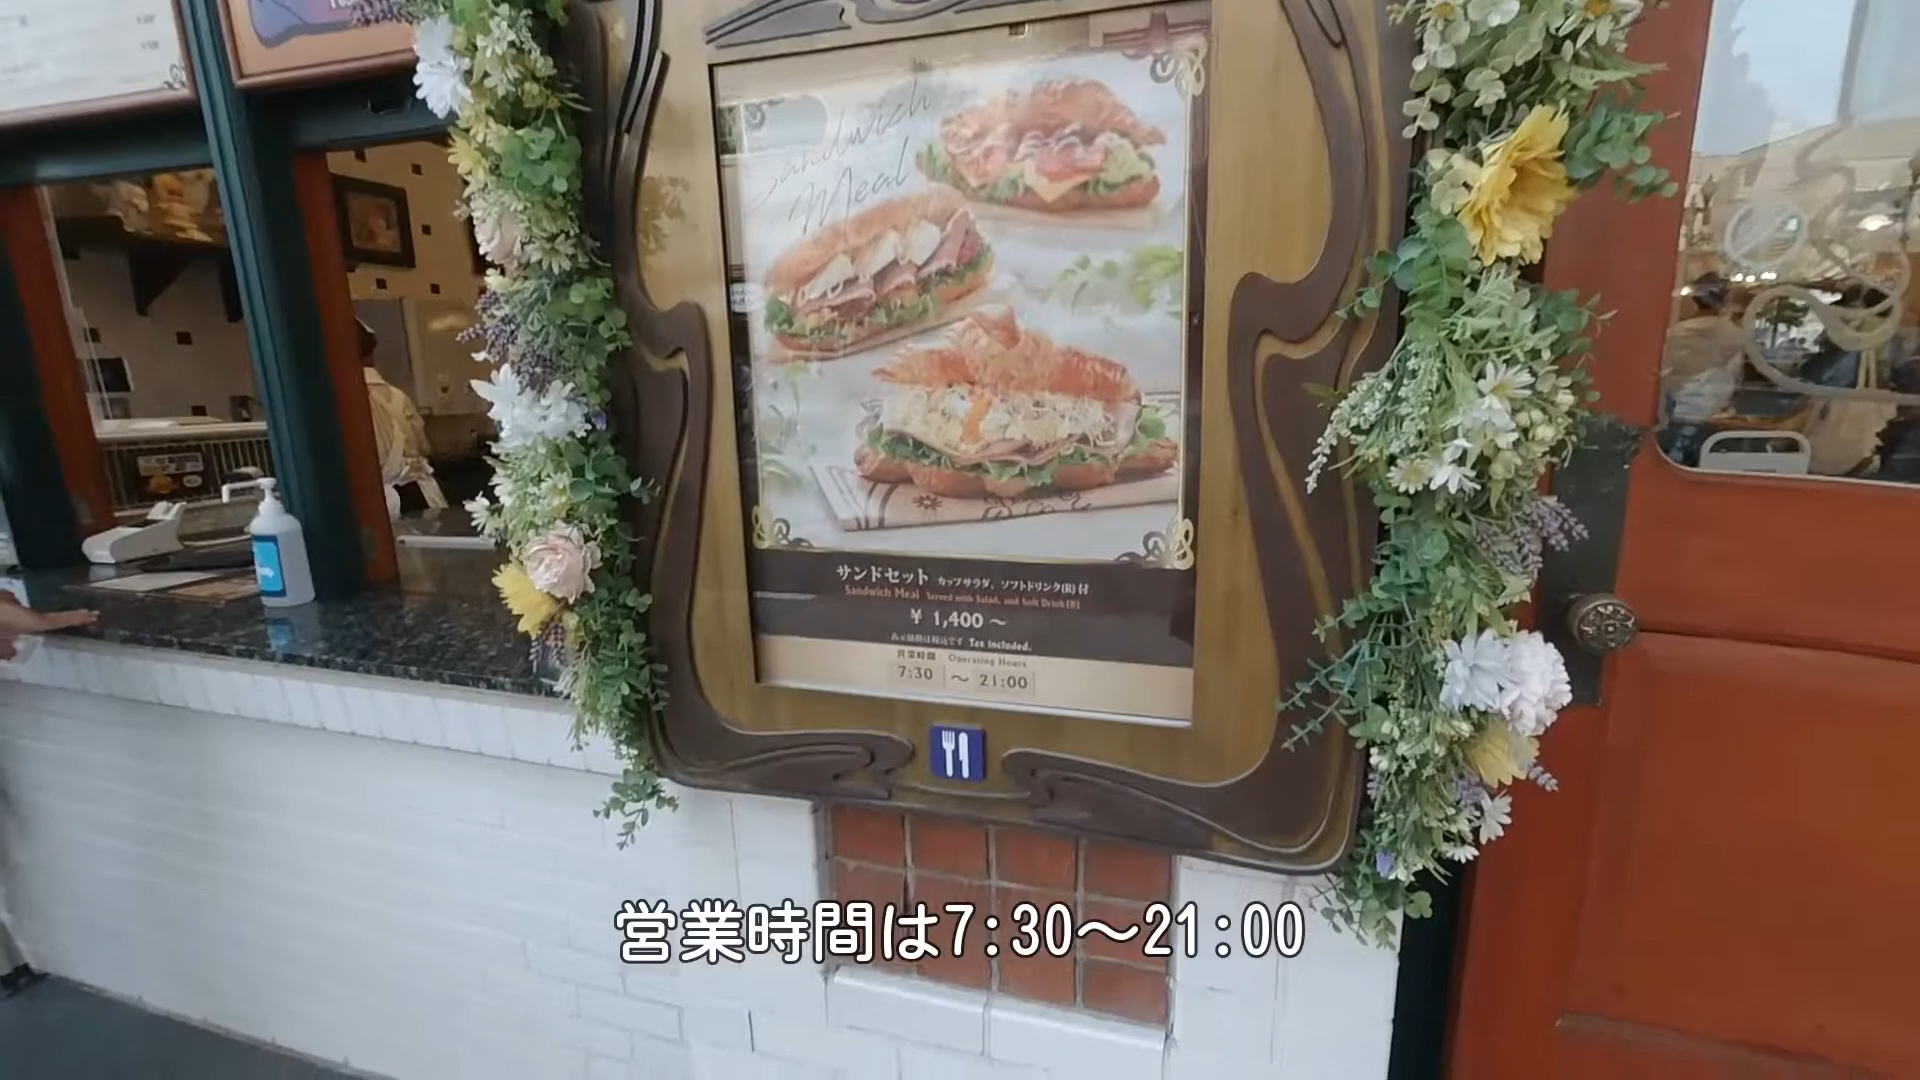 Sandwich
Meal
サンドセット カップサラダ、ソフトドリンク(R)付
Sandwich Meal Served with Salad, and Soft Drink(R)
¥ 1,400 ～
表示価格は税込です Tax included.
営業時間 Operating Hours
7:30 ～ 21:00
営業時間は7:30～21:00